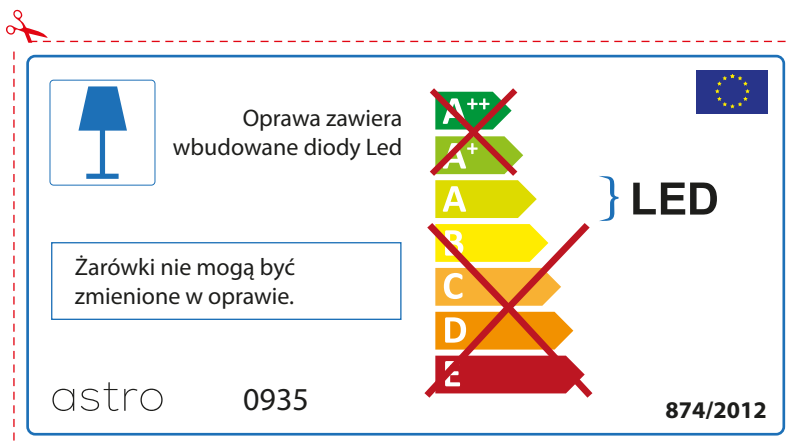 Oprawa zawiera
wbudowane diody Led
A++
A+
A
B
C
D
E
LED
Żarówki nie mogą być
zmienione w oprawie.
astro
0935
874/2012